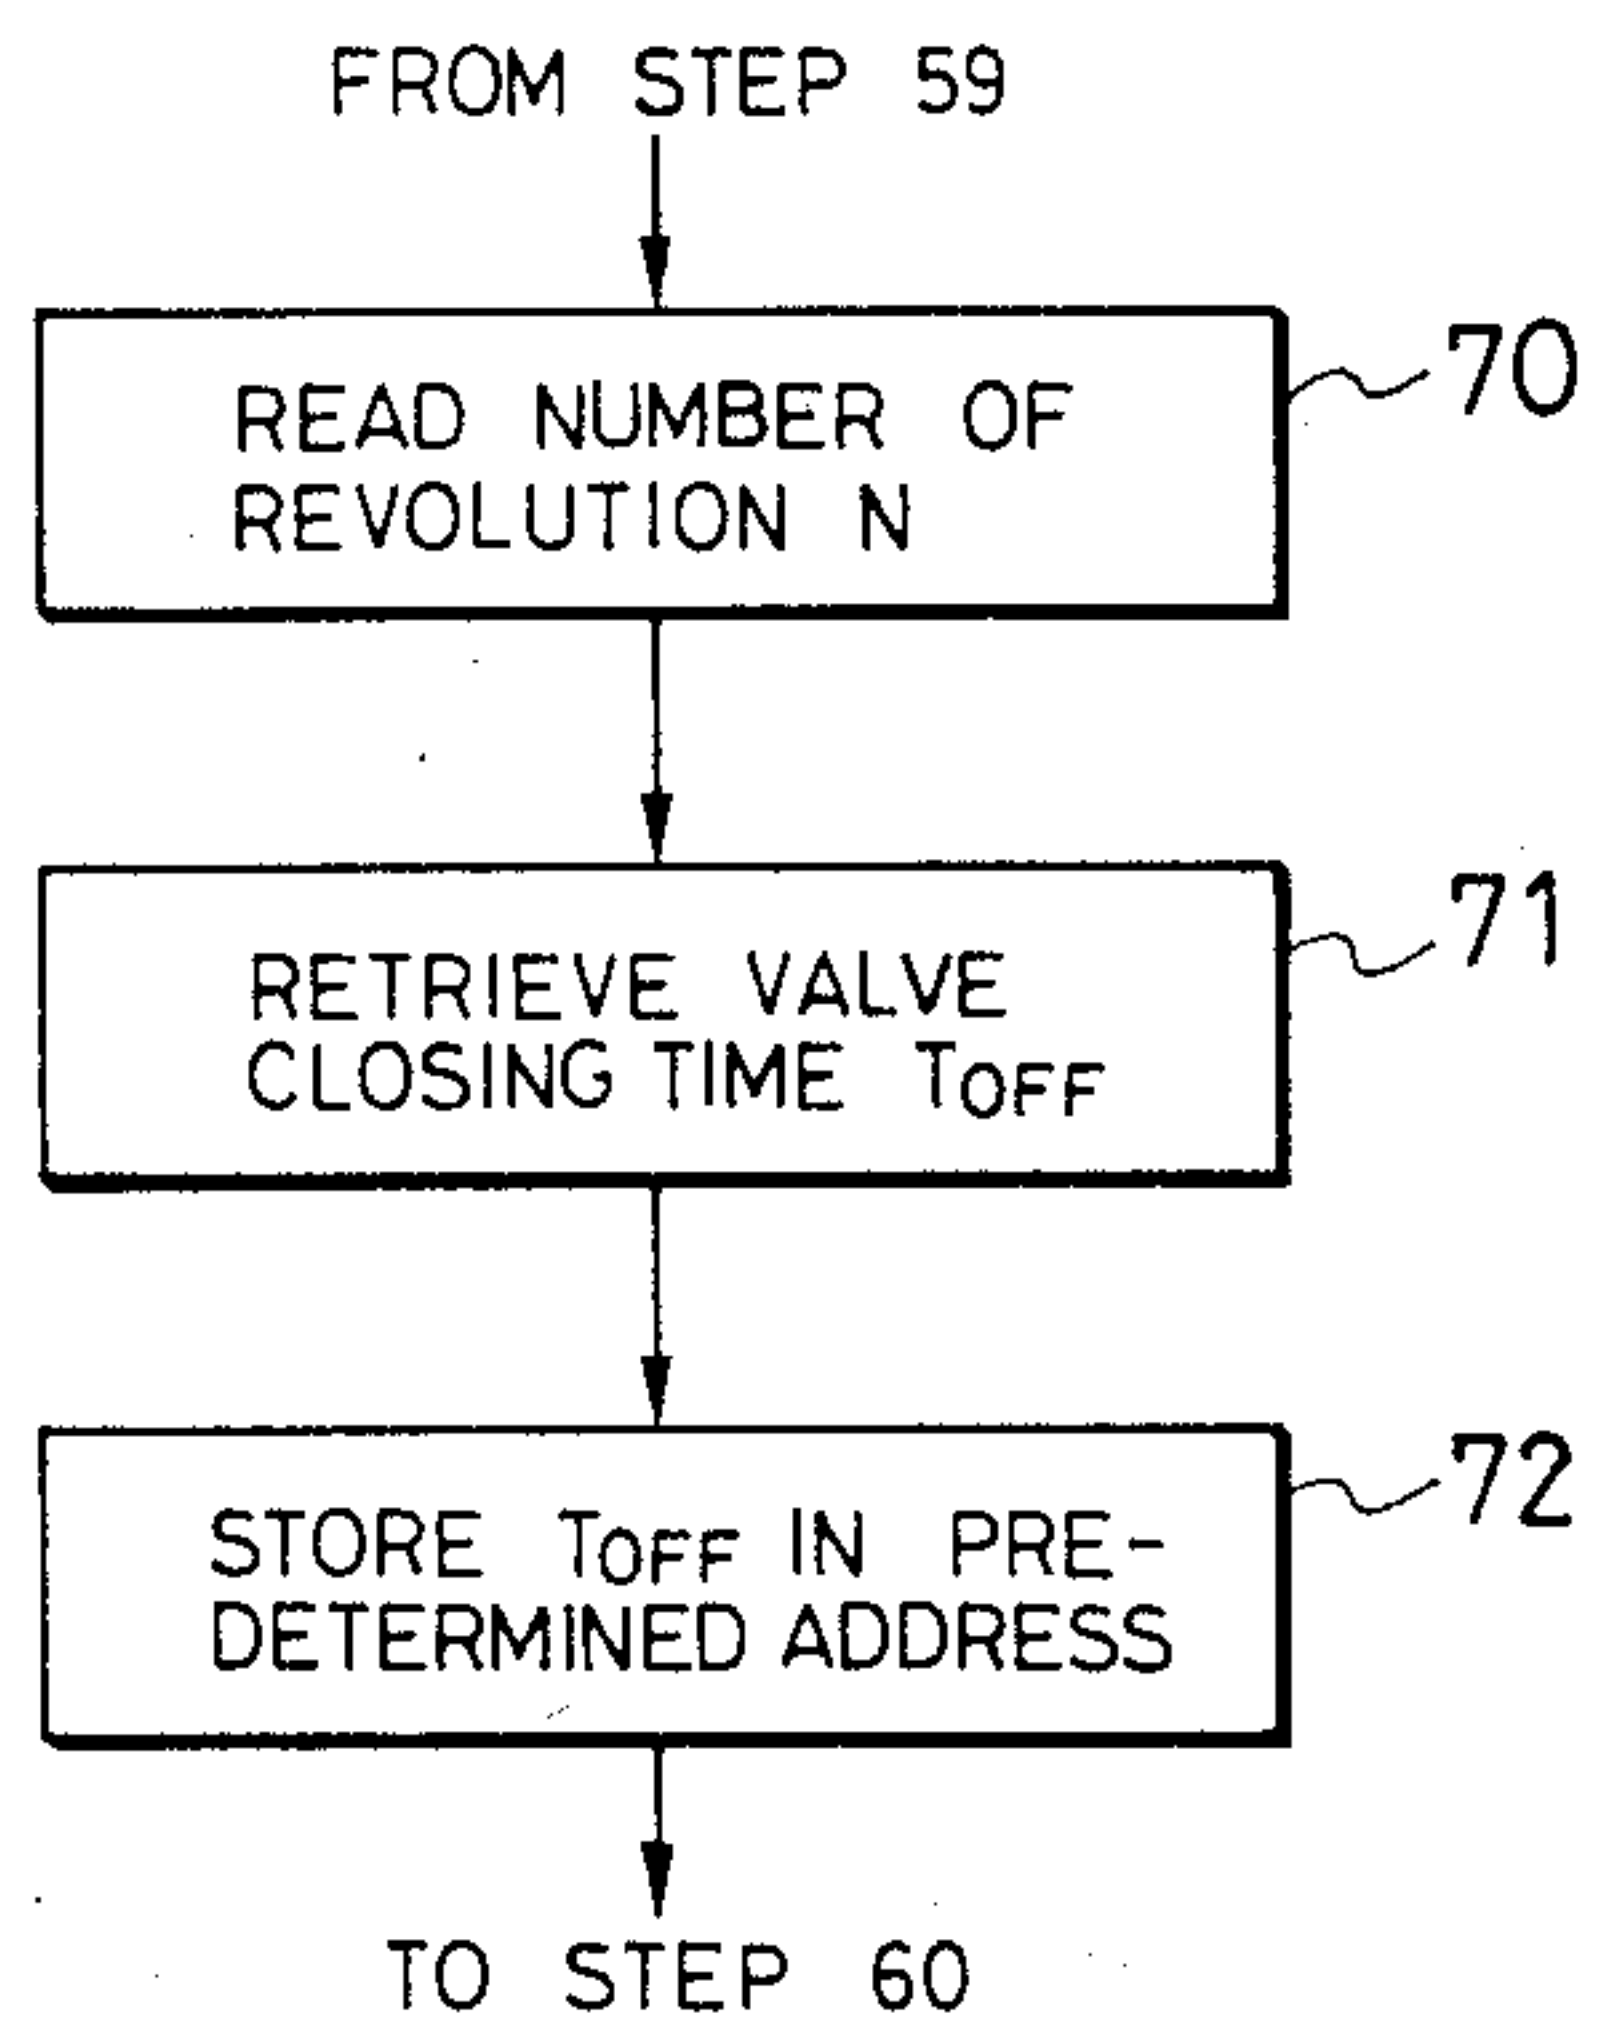 FROM STEP 59
READ NUMBER OF
REVOLUTION N
70
RETRIEVE VALVE
CLOSING TIME TOFF
71
STORE TOFF IN PRE-
DETERMINED ADDRESS
72
TO STEP 60